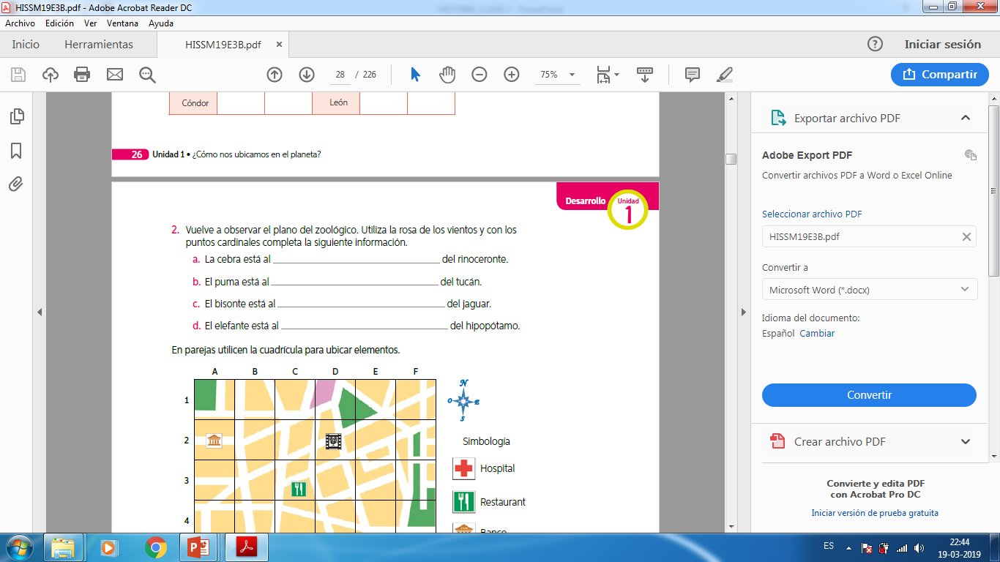 HISSM19E3B.pdf - Adobe Acrobat Reader DC
Archivo Edición Ver Ventana Ayuda
Inicio Herramientas HISSM19E3B.pdf × ? Iniciar sesión
28 / 226 75% Compartir
Cóndor León
26 Unidad 1 • ¿Cómo nos ubicamos en el planeta?
Desarrollo Unidad
1
2. Vuelve a observar el plano del zoológico. Utiliza la rosa de los vientos y con los
puntos cardinales completa la siguiente información.
a. La cebra está al ______ del rinoceronte.
b. El puma está al ______ del tucán.
c. El bisonte está al ______ del jaguar.
d. El elefante está al ______ del hipopótamo.
En parejas utilicen la cuadrícula para ubicar elementos.
A B C D E F
1
2
3
4
N
O E
S
Simbología
Hospital
Restaurant
Banco
Exportar archivo PDF
Adobe Export PDF
Convertir archivos PDF a Word o Excel Online
Seleccionar archivo PDF
HISSM19E3B.pdf
Convertir a
Microsoft Word (*.docx)
Idioma del documento:
Español Cambiar
Convertir
Crear archivo PDF
Convierte y edita PDF
con Acrobat Pro DC
Iniciar versión de prueba gratuita
ES 22:44
19-03-2019